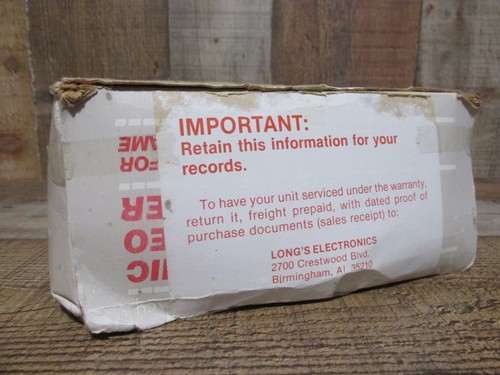 IMPORTANT:
Retain this information for your
records.
To have your unit serviced under the warranty,
return it, freight prepaid, with dated proof of
purchase documents (sales receipt) to:
LONG'S ELECTRONICS
2700 Crestwood Blvd.
Birmingham, AL 35210
FOR